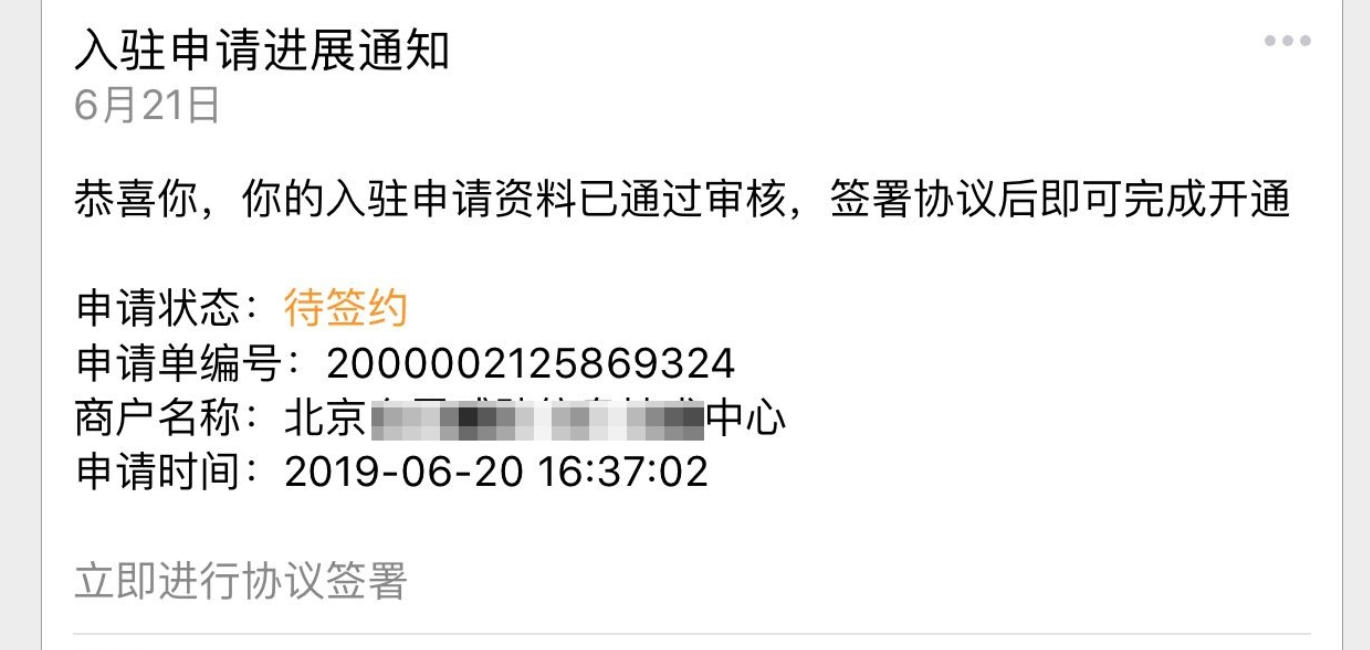 入驻申请进展通知
6月21日
恭喜你，你的入驻申请资料已通过审核，签署协议后即可完成开通
申请状态：待签约
申请单编号：2000002125869324
商户名称：北京中心
申请时间：2019-06-20 16:37:02
立即进行协议签署